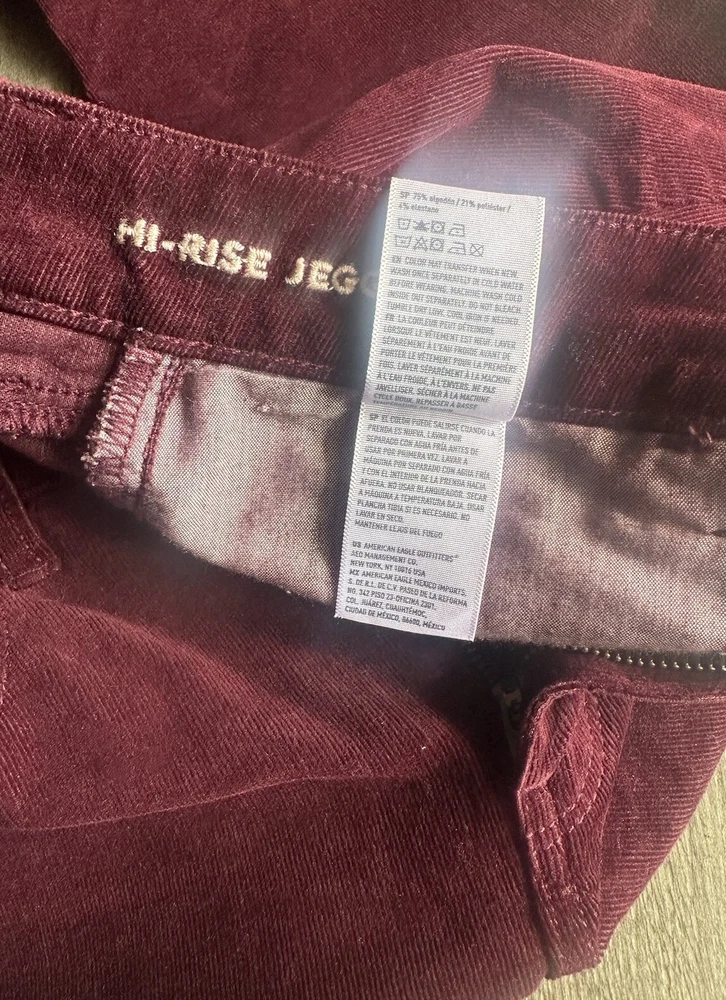 HI-RISE JEGG
SP 75% algodón / 21% poliéster /
4% elastano
EN COLOR MAY TRANSFER WHEN NEW.
WASH ONCE SEPARATELY IN COLD WATER
BEFORE WEARING. MACHINE WASH COLD
INSIDE OUT SEPARATELY. DO NOT BLEACH.
TUMBLE DRY LOW. COOL IRON IF NEEDED.
FR LA COULEUR PEUT DÉTEINDRE
LORSQUE LE VÊTEMENT EST NEUF. LAVER
SÉPARÉMENT À L'EAU FROIDE AVANT DE
PORTER LE VÊTEMENT POUR LA PREMIÈRE
FOIS. LAVER SÉPARÉMENT À LA MACHINE
À L'EAU FROIDE, À L'ENVERS. NE PAS
JAVELLISER. SÉCHER À LA MACHINE
CYCLE DOUX. REPASSER À BASSE
SP EL COLOR PUEDE SALIRSE CUANDO LA
PRENDA ES NUEVA, LAVAR POR
SEPARADO CON AGUA FRÍA ANTES DE
USAR POR PRIMERA VEZ. LAVAR A
MÁQUINA POR SEPARADO CON AGUA FRÍA
Y CON EL INTERIOR DE LA PRENDA HACIA
AFUERA. NO USAR BLANQUEADOR. SECAR
A MÁQUINA A TEMPERATURA BAJA. USAR
PLANCHA TIBIA SI ES NECESARIO. NO
LAVAR EN SECO.
MANTENER LEJOS DEL FUEGO
US AMERICAN EAGLE OUTFITTERS®
AEO MANAGEMENT CO.
NEW YORK, NY 10016 USA
MX AMERICAN EAGLE MEXICO IMPORTS,
S. DE R.L. DE C.V. PASEO DE LA REFORMA
NO. 342 PISO 23-OFICINA 2301.
COL. JUÁREZ, CUAUHTÉMOC,
CIUDAD DE MÉXICO, 06600, MÉXICO